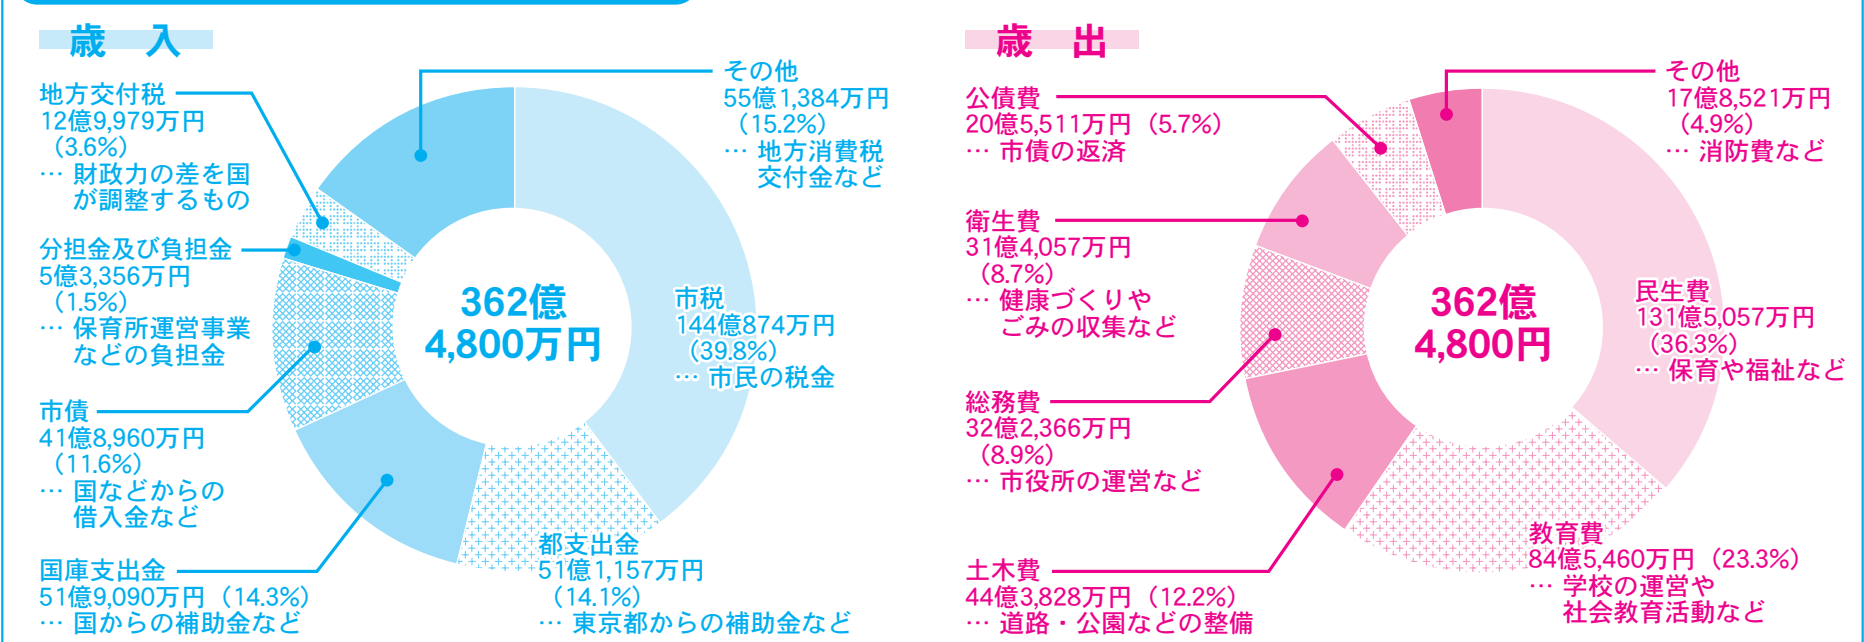 歳 入
地方交付税
12億9,979万円
(3.6%)
… 財政力の差を国
が調整するもの
分担金及び負担金
5億3,356万円
(1.5%)
… 保育所運営事業
などの負担金
市債
41億8,960万円
(11.6%)
… 国などからの
借入金など
国庫支出金
51億9,090万円(14.3%)
… 国からの補助金など
その他
55億1,384万円
(15.2%)
… 地方消費税
交付金など
362億
4,800万円
市税
144億874万円
(39.8%)
… 市民の税金
都支出金
51億1,157万円
(14.1%)
… 東京都からの補助金など
歳 出
公債費
20億5,511万円(5.7%)
… 市債の返済
衛生費
31億4,057万円
(8.7%)
… 健康づくりや
ごみの収集など
総務費
32億2,366万円
(8.9%)
… 市役所の運営など
土木費
44億3,828万円(12.2%)
… 道路・公園などの整備
その他
17億8,521万円
(4.9%)
… 消防費など
362億
4,800円
民生費
131億5,057万円
(36.3%)
… 保育や福祉など
教育費
84億5,460万円(23.3%)
… 学校の運営や
社会教育活動など